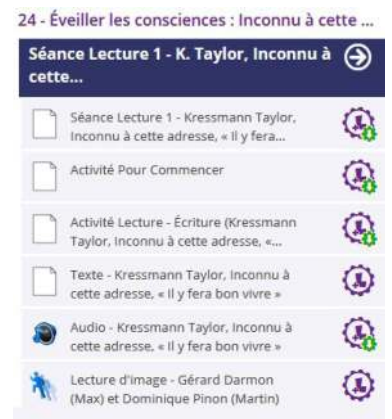 24 - Éveiller les consciences : Inconnu à cette ...
Séance Lecture 1 - K. Taylor, Inconnu à
cette...
Séance Lecture 1 - Kressmann Taylor,
Inconnu à cette adresse, « Il y fera...
Activité Pour Commencer
Activité Lecture - Écriture (Kressmann
Taylor, Inconnu à cette adresse, «...
Texte - Kressmann Taylor, Inconnu à
cette adresse, « Il y fera bon vivre »
Audio - Kressmann Taylor, Inconnu à
cette adresse, « Il y fera bon vivre »
Lecture d'image - Gérard Darmon
(Max) et Dominique Pinon (Martin)